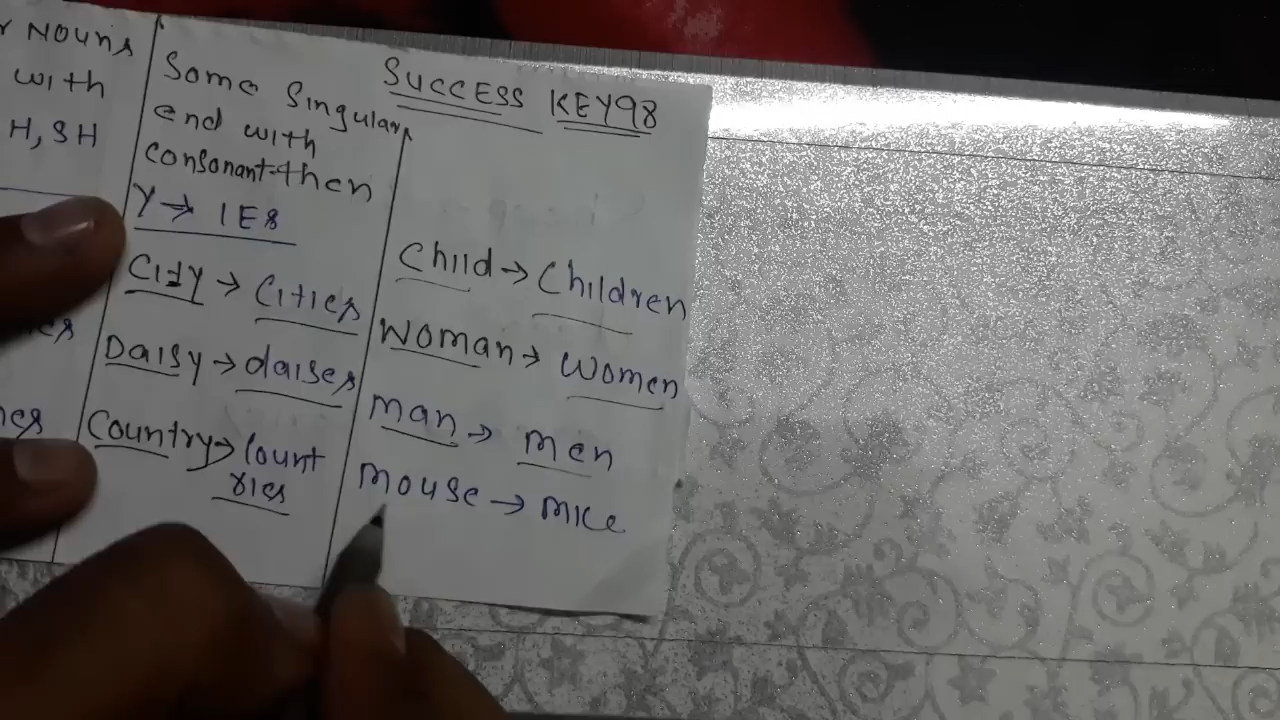 NOUNS
with
H, SH
Some Singular
end with
consonant then
Y → IES
City → Cities
Daisy → daises
Country → Count
ries
SUCCESS KEY98
Child → Children
Woman → Women
man → men
mouse → mice